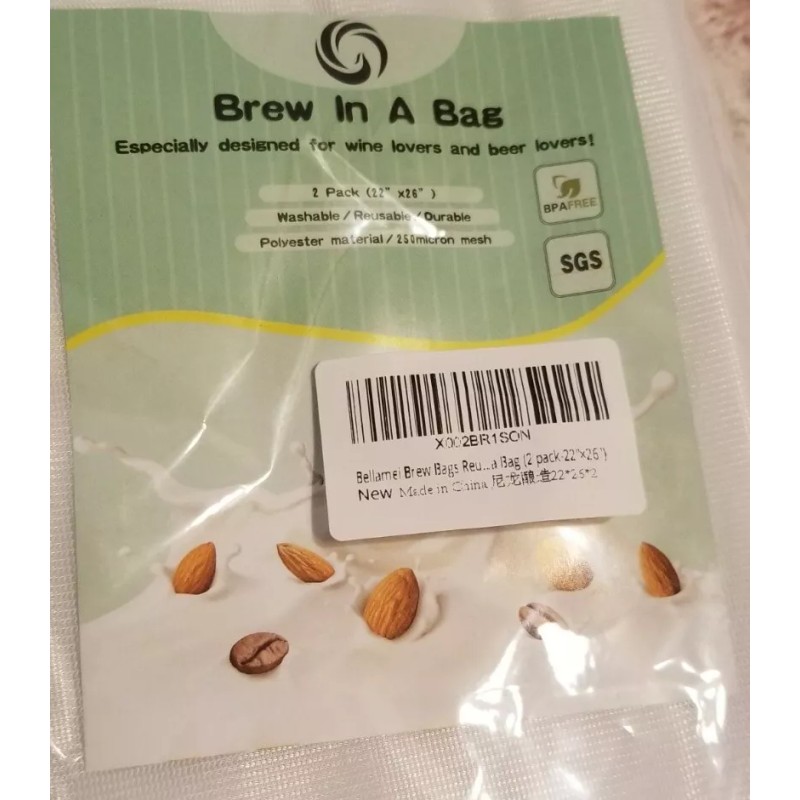 Brew In A Bag
Especially designed for wine lovers and beer lovers!
2 Pack (22" x26" )
Washable / Reusable / Durable
Polyester material / 250micron mesh
BPAFREE
SGS
X002BR1SON
Bellamei Brew Bags Reu...a Bag (2 pack-22"x26")
New Made in China 尼龙酿造22*26*2